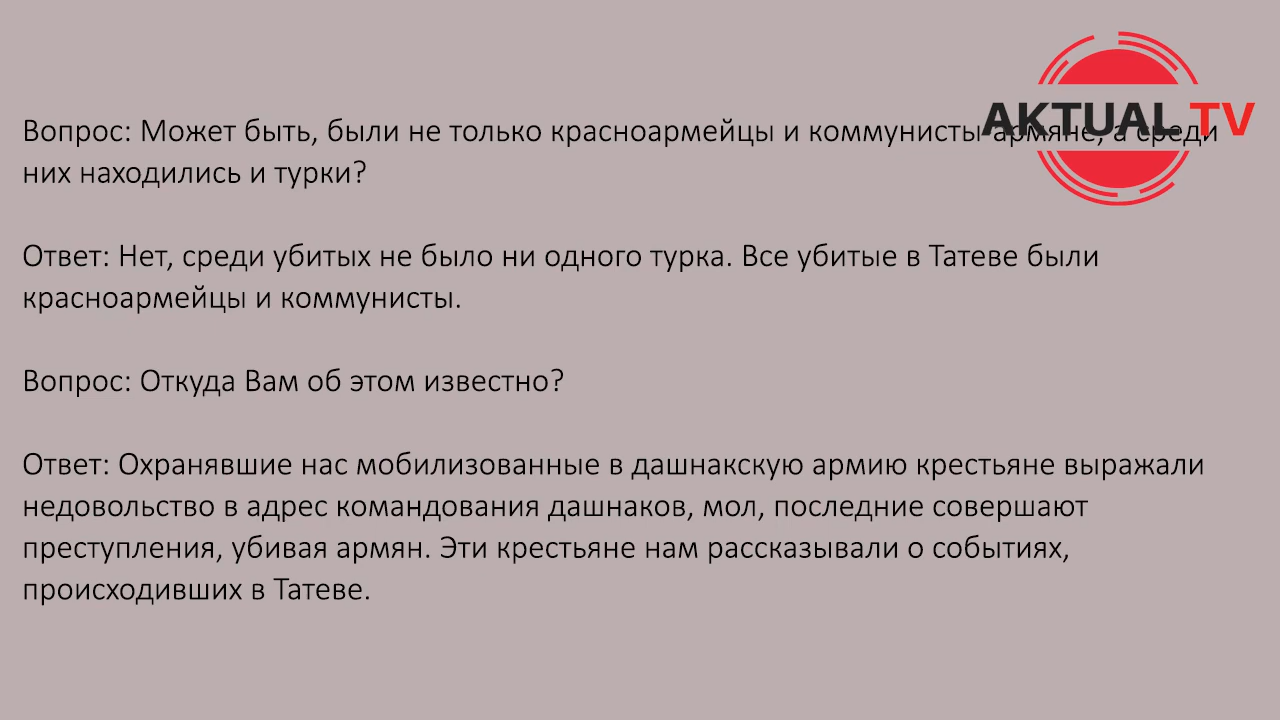 AKTUAL TV
Вопрос: Может быть, были не только красноармейцы и коммунисты-армяне, а среди
них находились и турки?
Ответ: Нет, среди убитых не было ни одного турка. Все убитые в Татеве были
красноармейцы и коммунисты.
Вопрос: Откуда Вам об этом известно?
Ответ: Охранявшие нас мобилизованные в дашнакскую армию крестьяне выражали
недовольство в адрес командования дашнаков, мол, последние совершают
преступления, убивая армян. Эти крестьяне нам рассказывали о событиях,
происходивших в Татеве.